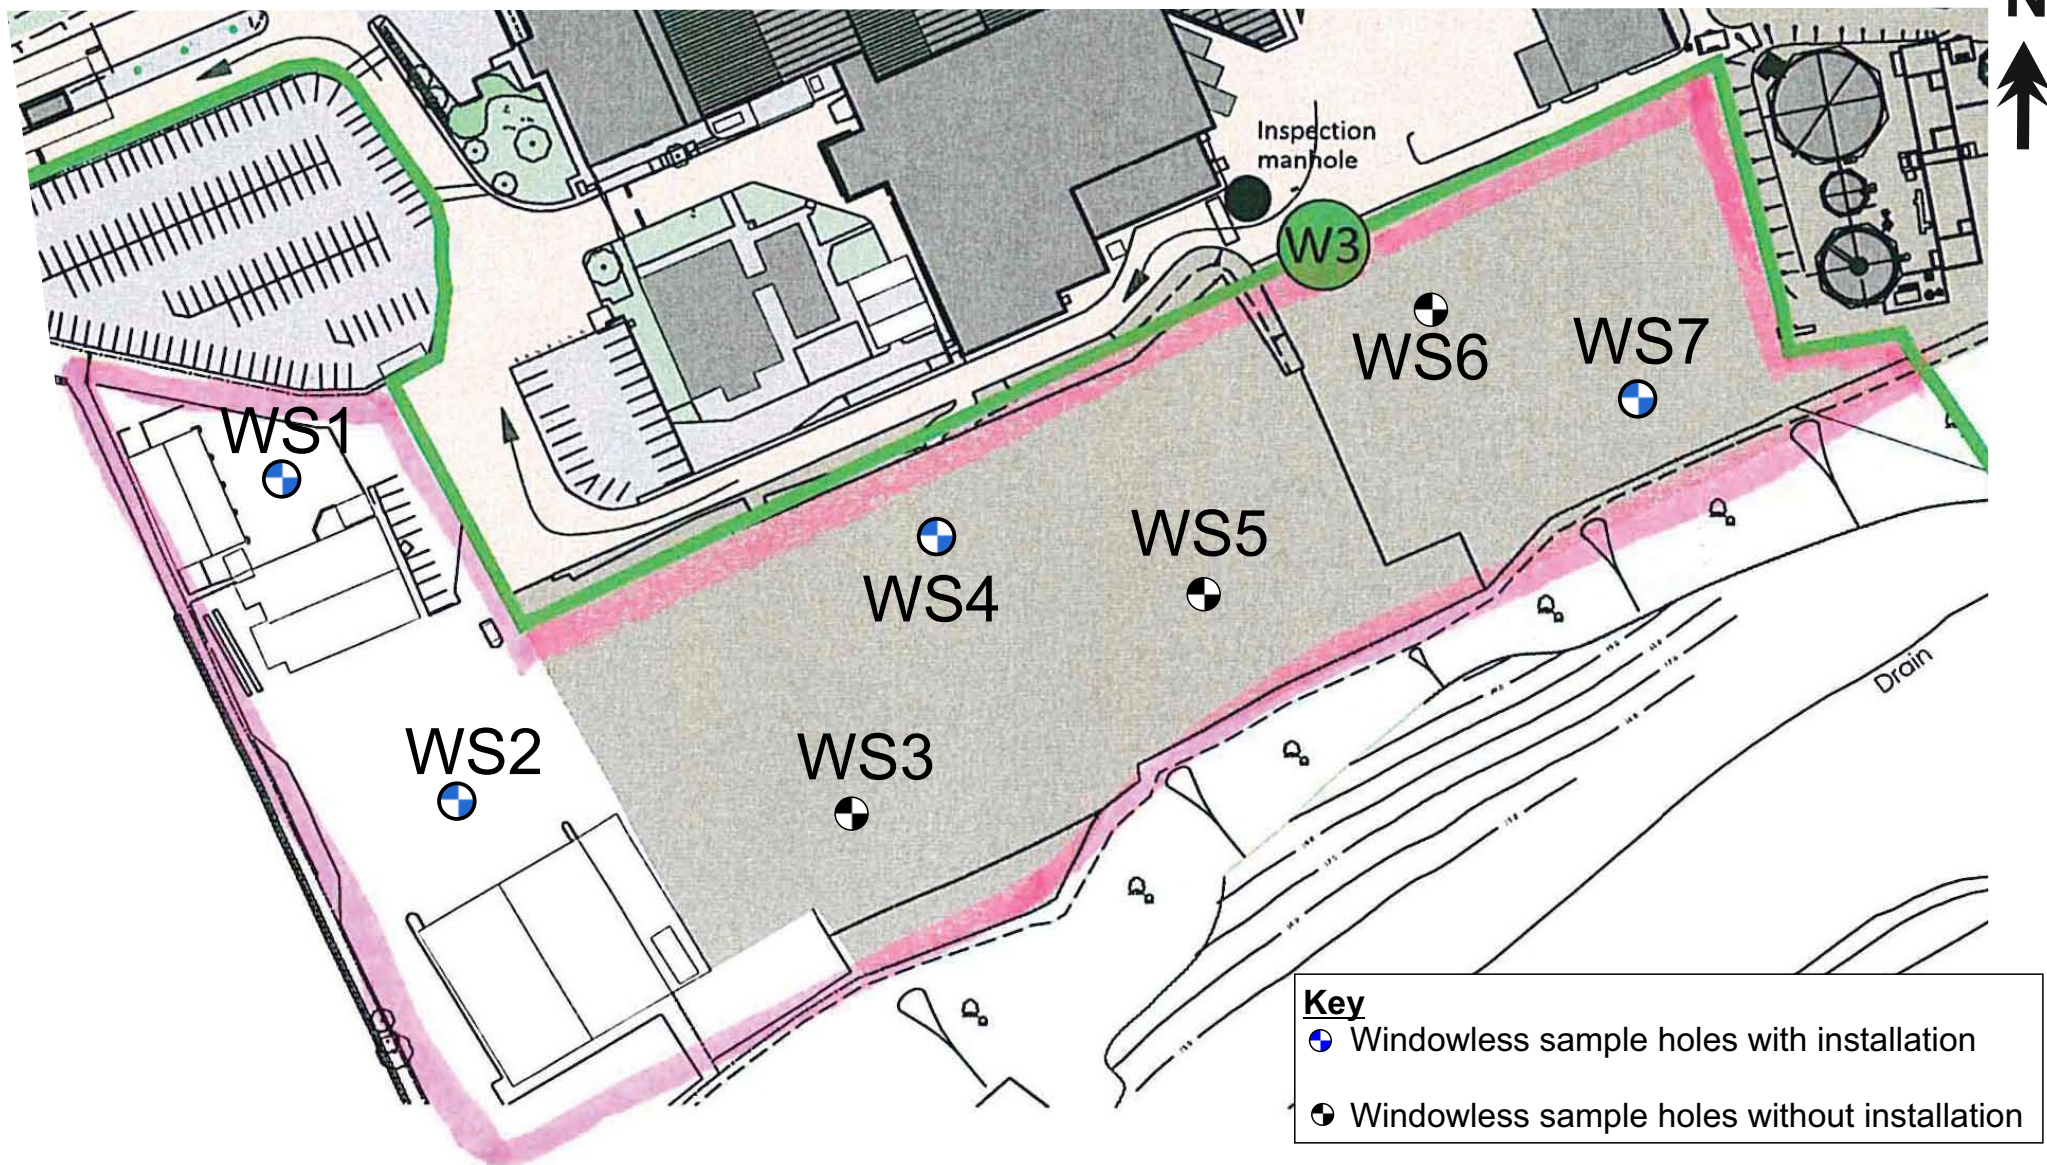 N
Inspection
manhole
W3
WS6
WS7
WS1
WS5
WS4
Drain
WS2
WS3
Key
Windowless sample holes with installation
Windowless sample holes without installation